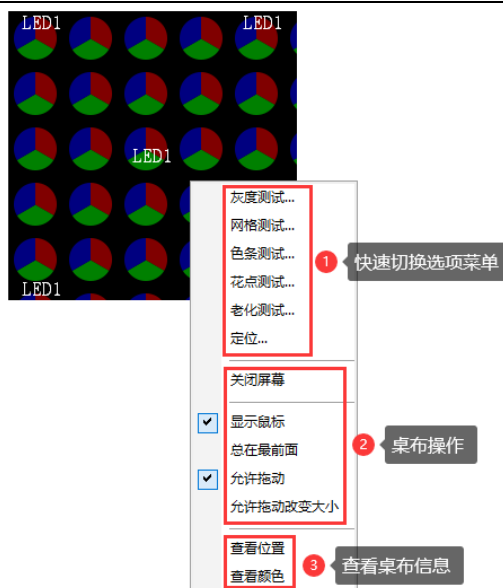 LED1
LED1
LED1
LED1
灰度测试...
网格测试...
色条测试...
花点测试...
老化测试...
定位...
1 快速切换选项菜单
关闭屏幕
显示鼠标
总在最前面
允许拖动
允许拖动改变大小
2 桌布操作
查看位置
查看颜色
3 查看桌布信息